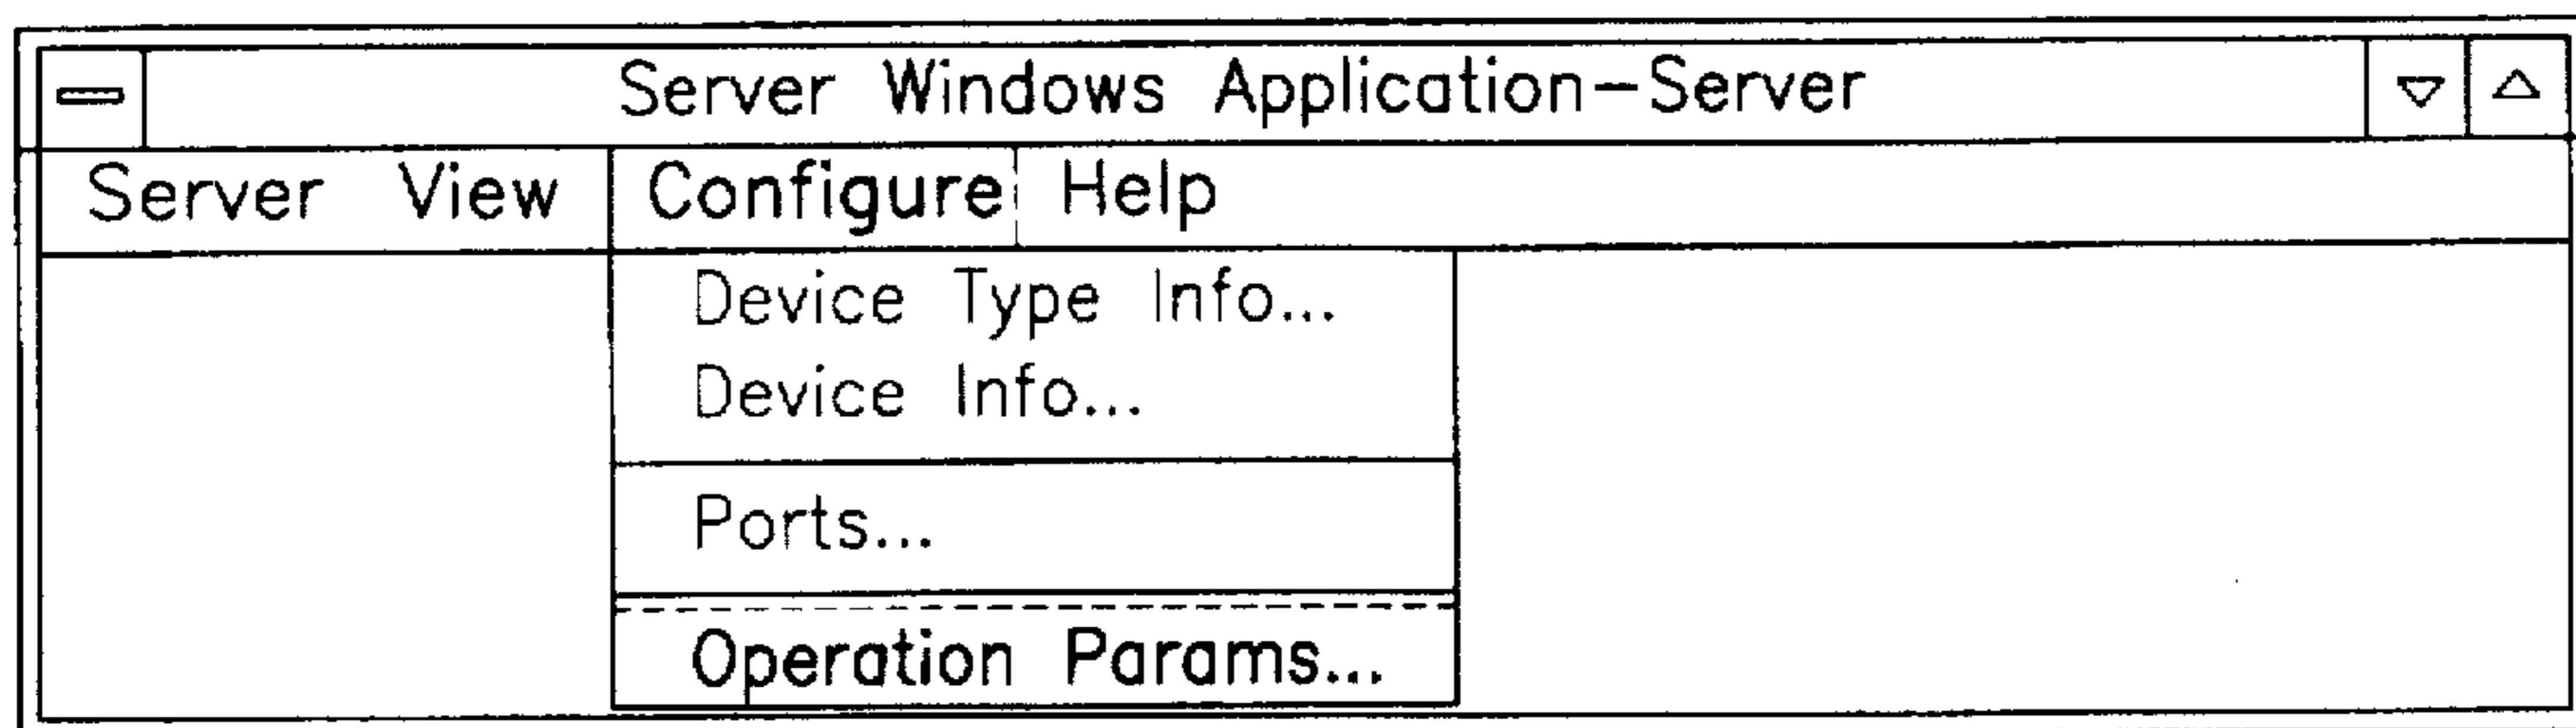 Server Windows Application-Server
Server View Configure Help
Device Type Info...
Device Info...
Ports...
Operation Params...